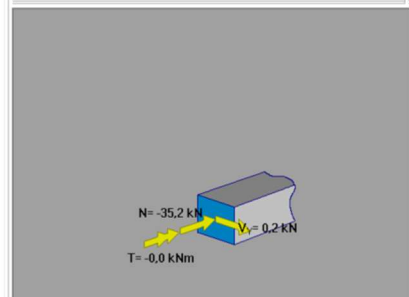 N= -35,2 kN
Vy= 0,2 kN
T= -0,0 kNm